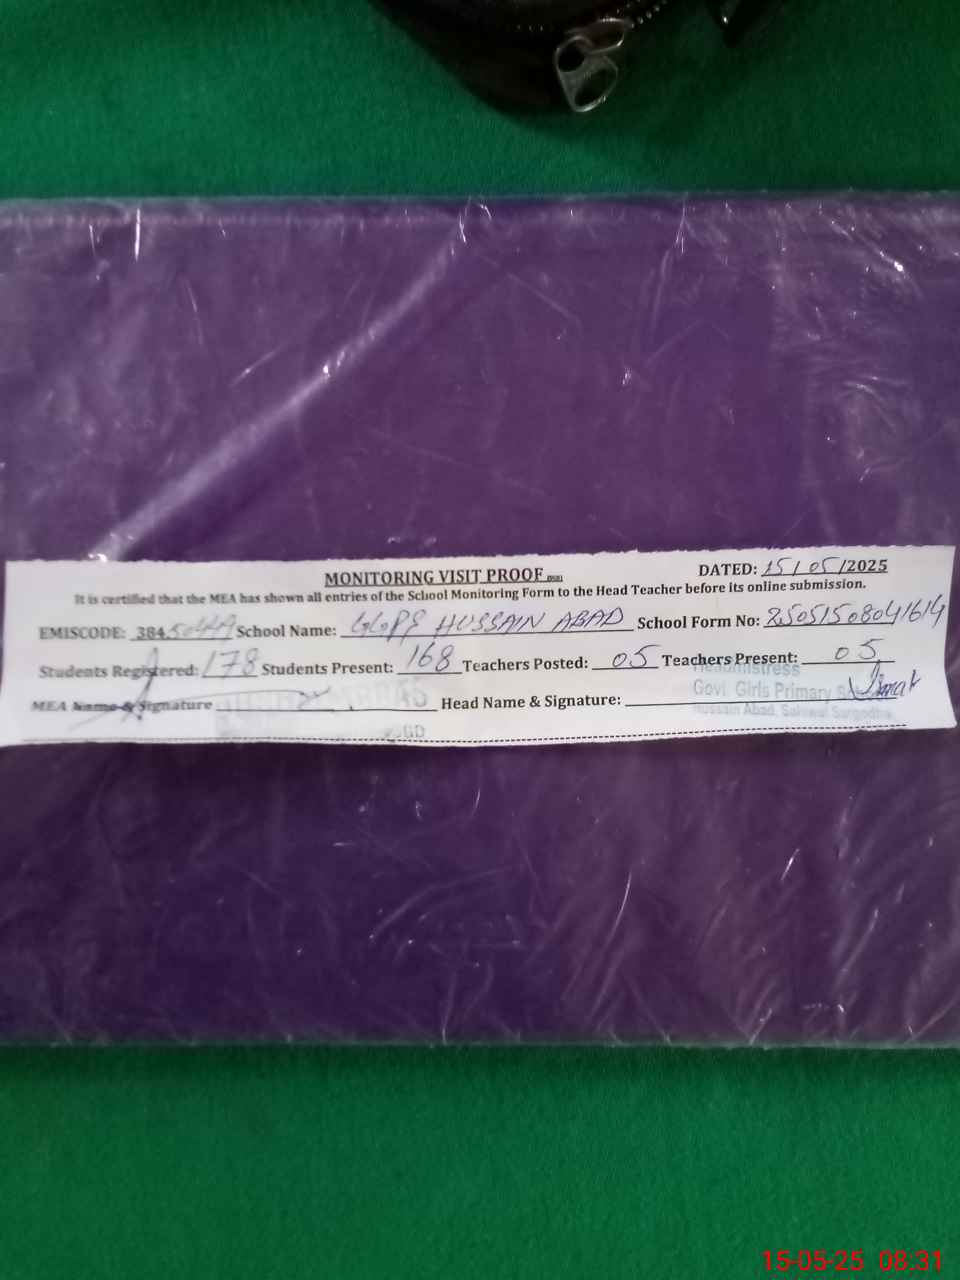 MONITORING VISIT PROOF
DATED: 15/05/2025
It is certified that the MEA has shown all entries of the School Monitoring Form to the Head Teacher before its online submission.
EMISCODE: 384 School Name: GGPS HUSSAIN ABAD School Form No: 25051508041614
Students Registered: 178 Students Present: 168 Teachers Posted: 05 Teachers Present: 05
Headmistress
MEA Name & Signature Head Name & Signature:
Govt. Girls Primary
Hussain Abad, Sahiwal Sargodha
15-05-25 08:31